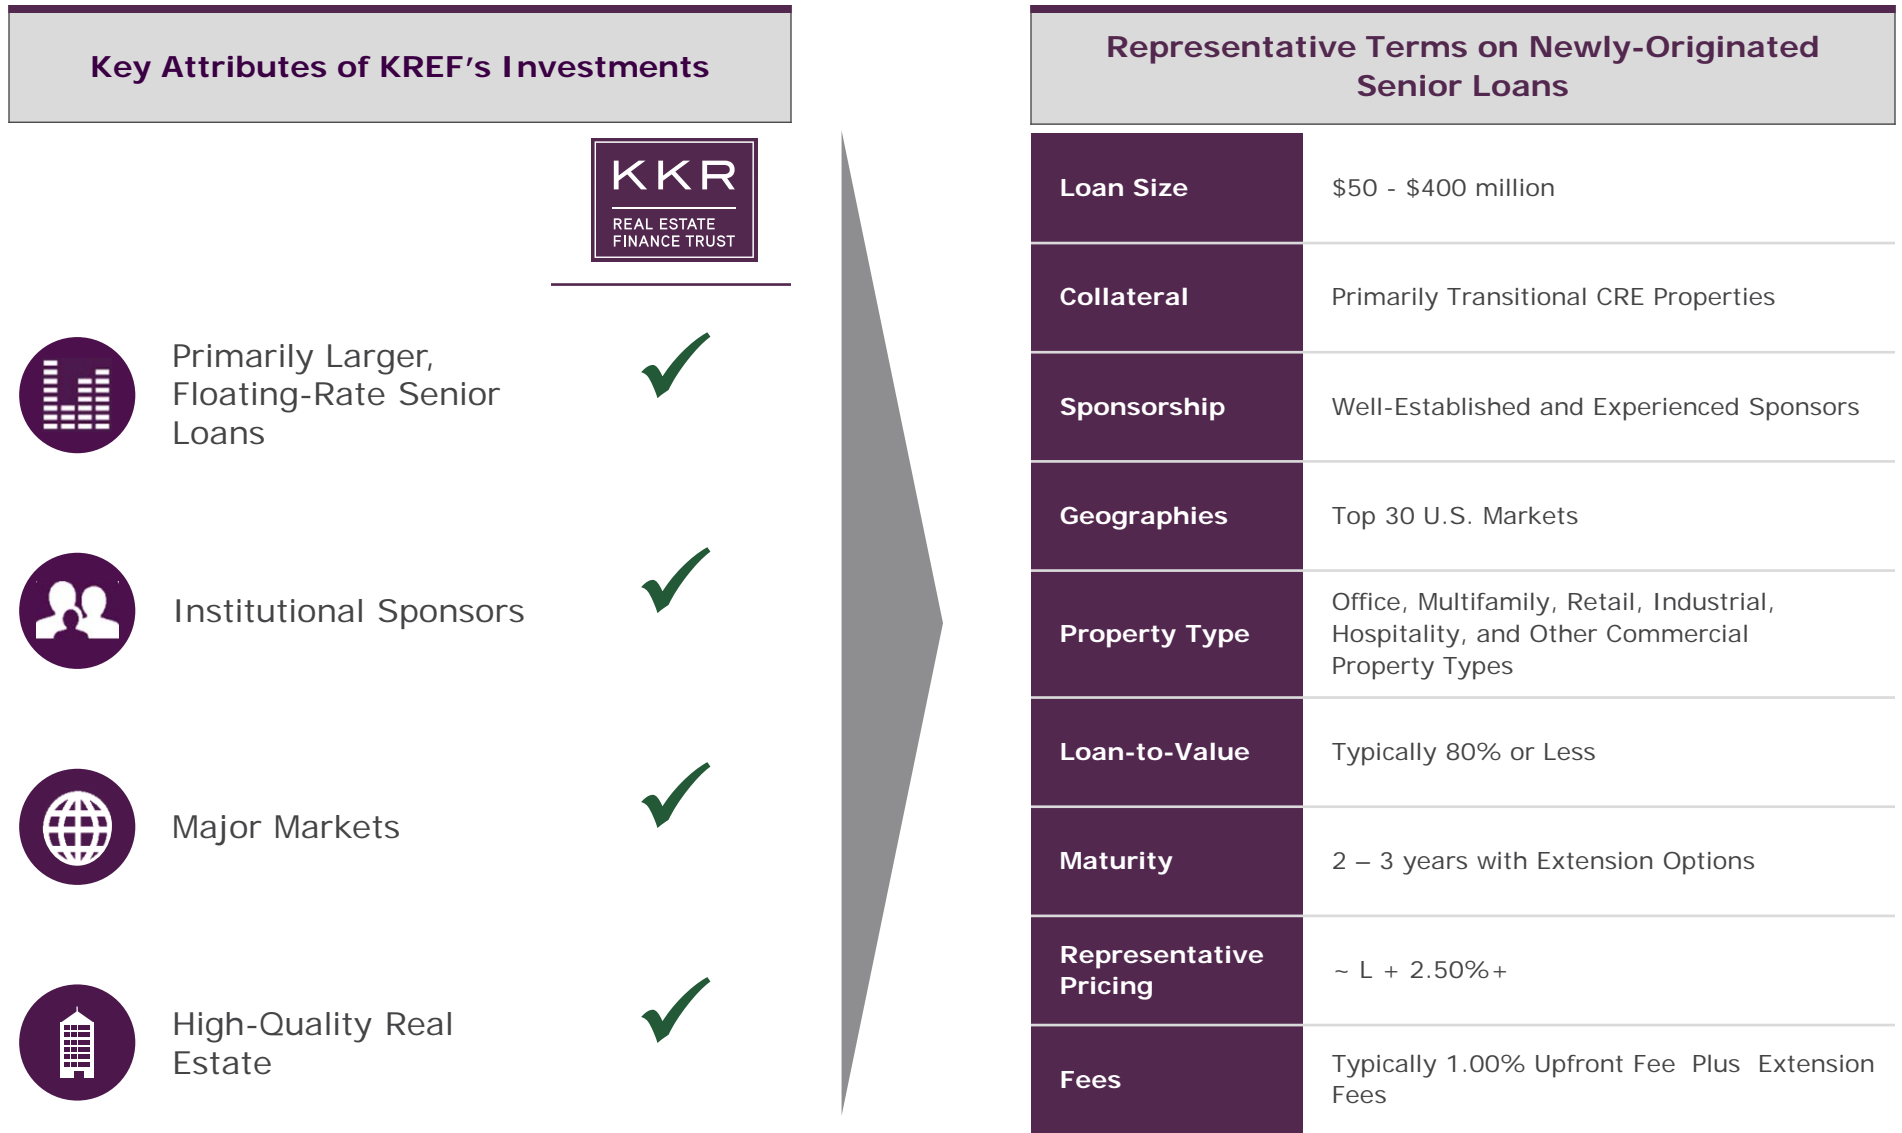 Key Attributes of KREF’s Investments
KKR
REAL ESTATE
FINANCE TRUST
Primarily Larger,
Floating-Rate Senior
Loans
Institutional Sponsors
Major Markets
High-Quality Real
Estate
Representative Terms on Newly-Originated
Senior Loans
Loan Size
$50 - $400 million
Collateral
Primarily Transitional CRE Properties
Sponsorship
Well-Established and Experienced Sponsors
Geographies
Top 30 U.S. Markets
Property Type
Office, Multifamily, Retail, Industrial,
Hospitality, and Other Commercial
Property Types
Loan-to-Value
Typically 80% or Less
Maturity
2 – 3 years with Extension Options
Representative
Pricing
~ L + 2.50%+
Fees
Typically 1.00% Upfront Fee Plus Extension
Fees